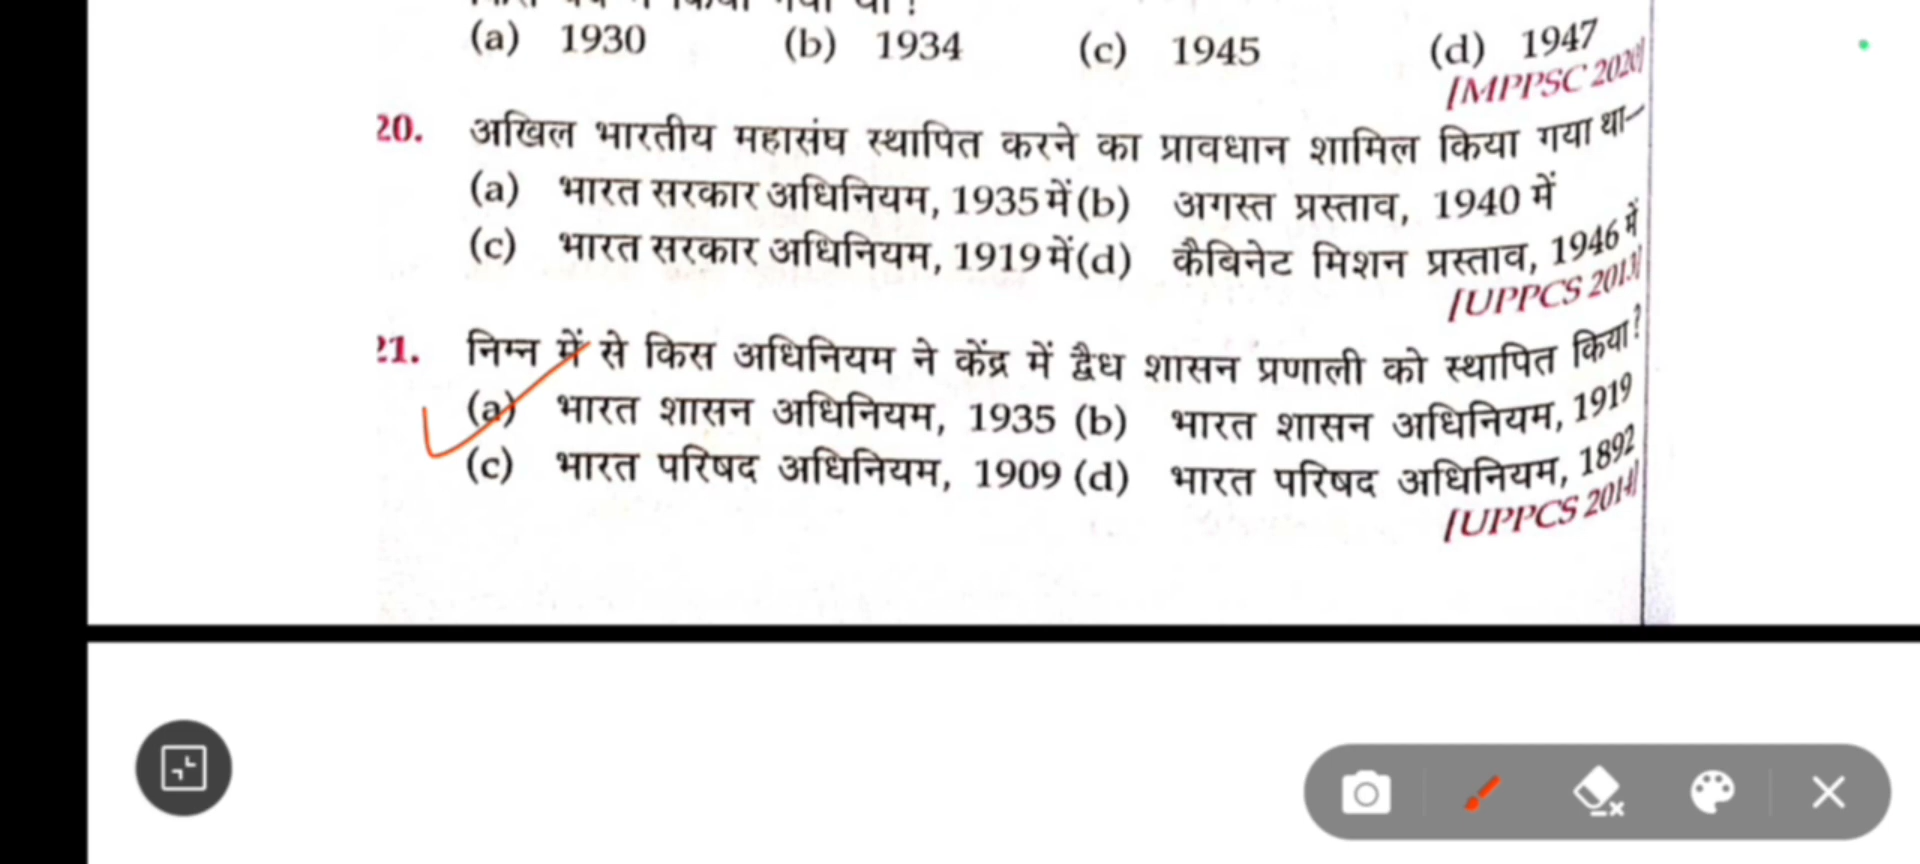 (a) 1930 (b) 1934 (c) 1945 (d) 1947
[MPPSC 2020]
20. अखिल भारतीय महासंघ स्थापित करने का प्रावधान शामिल किया गया था–
(a) भारत सरकार अधिनियम, 1935 में (b) अगस्त प्रस्ताव, 1940 में
(c) भारत सरकार अधिनियम, 1919 में (d) कैबिनेट मिशन प्रस्ताव, 1946 में
[UPPCS 2013]
21. निम्न में से किस अधिनियम ने केंद्र में द्वैध शासन प्रणाली को स्थापित किया?
(a) भारत शासन अधिनियम, 1935 (b) भारत शासन अधिनियम, 1919
(c) भारत परिषद अधिनियम, 1909 (d) भारत परिषद अधिनियम, 1892
[UPPCS 2014]